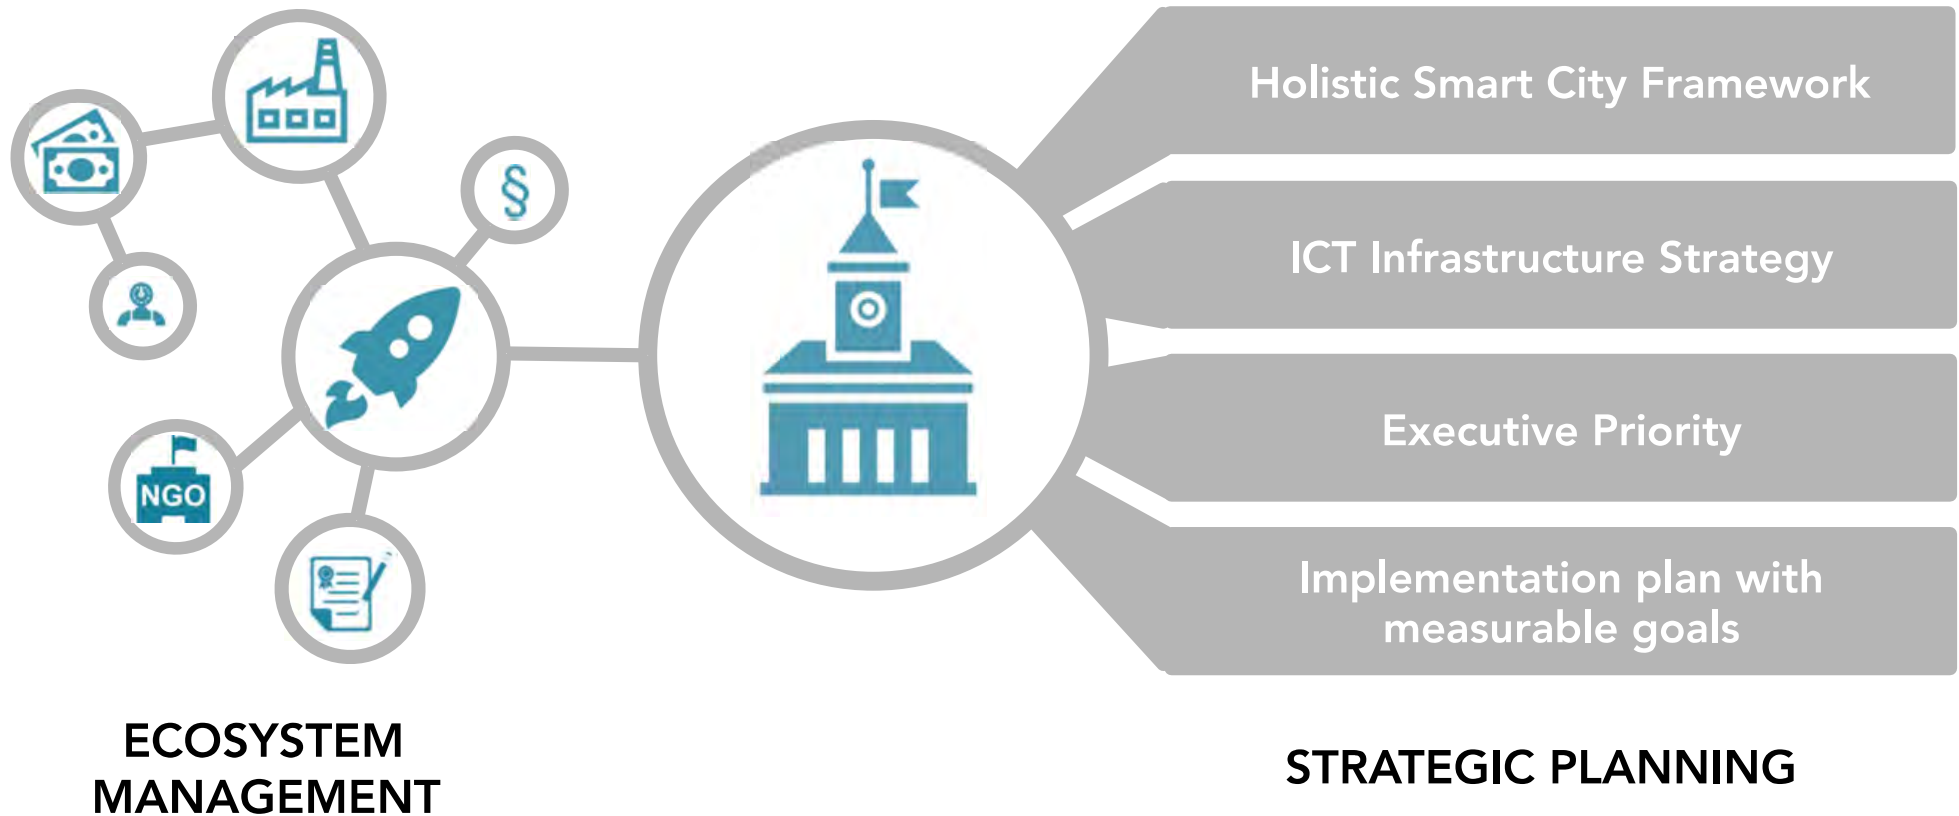 Holistic Smart City Framework
§
ICT Infrastructure Strategy
Executive Priority
NGO
Implementation plan with
measurable goals
ECOSYSTEM
MANAGEMENT
STRATEGIC PLANNING